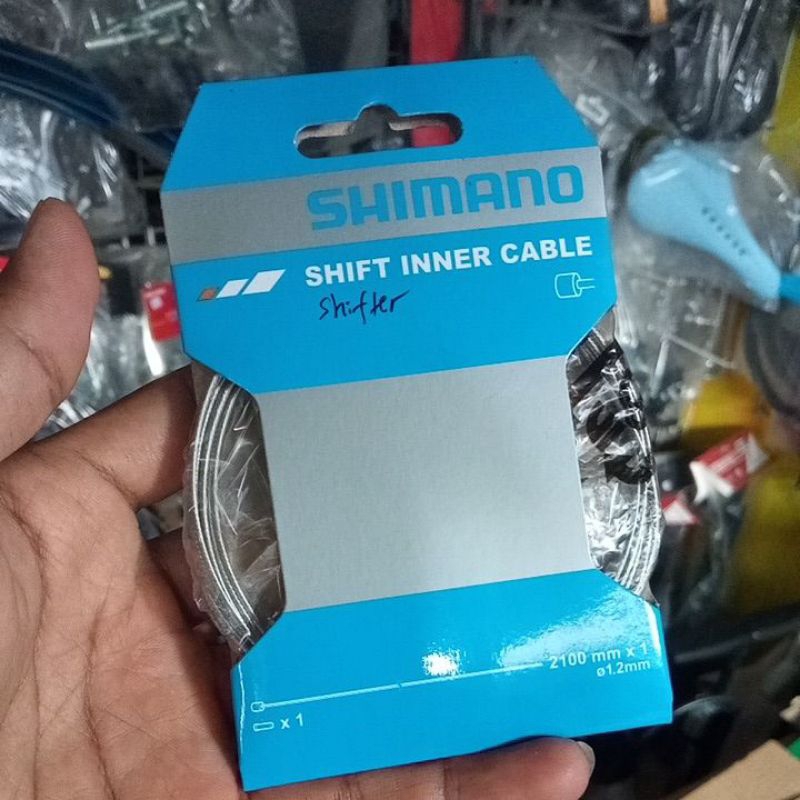 SHIMANO
SHIFT INNER CABLE
Shifter
2100 mm x 1
ø1.2mm
x 1